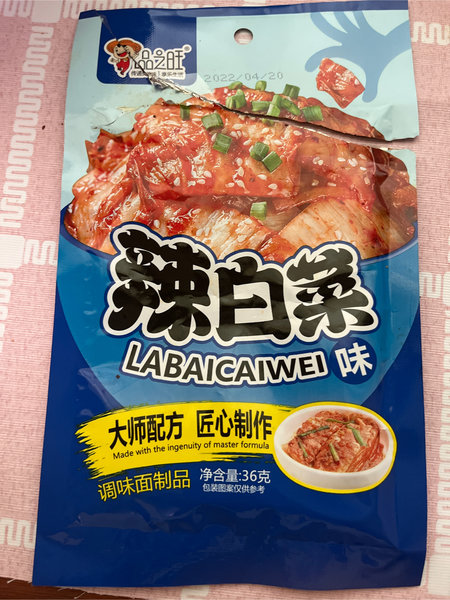 品之旺®
2022/04/20
辣白菜
LABAICAIWEI 味
大师配方 匠心制作
Made with the ingenuity of master formula
调味面制品
净含量:36克
包装图案仅供参考